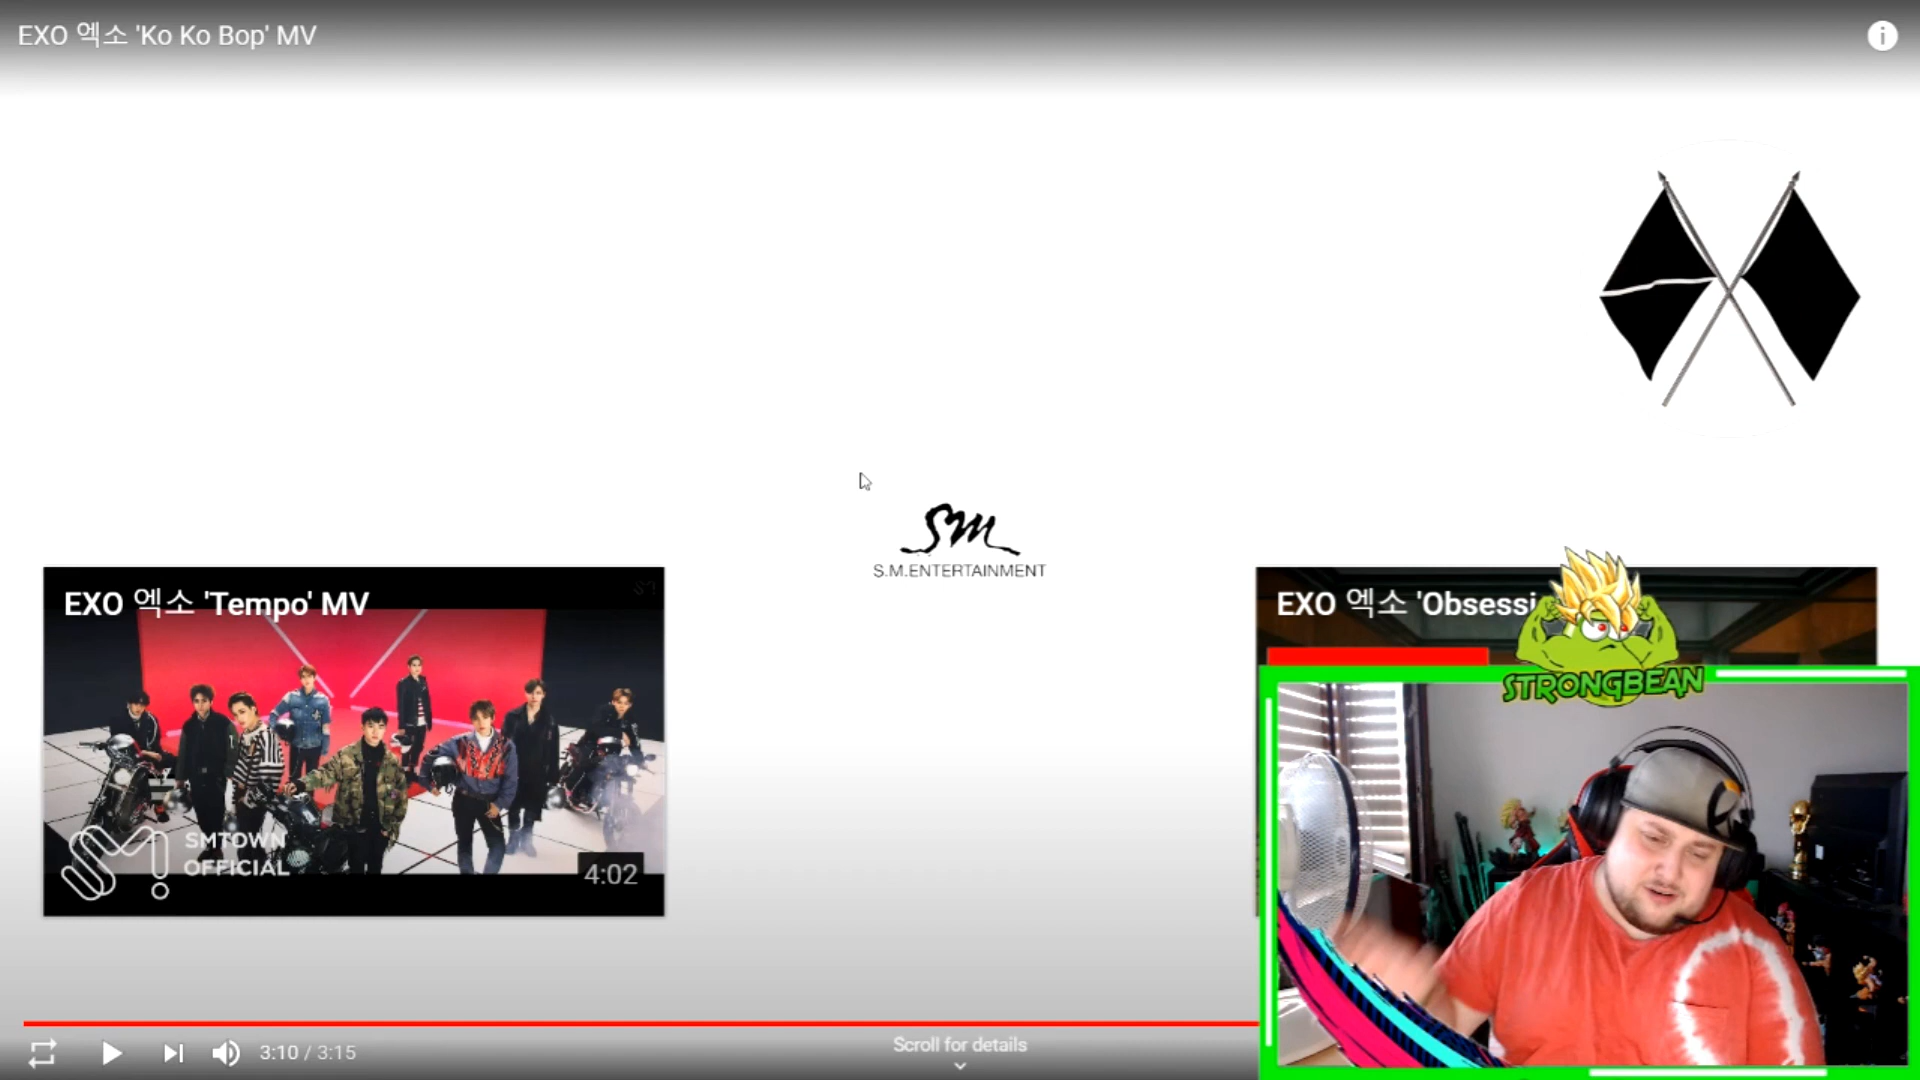 EXO 엑소 'Ko Ko Bop' MV
S.M.ENTERTAINMENT
EXO 엑소 'Tempo' MV
SMTOWN
OFFICIAL
4:02
EXO 엑소 'Obsessi
STRONGBEAN
3:10 / 3:15
Scroll for details